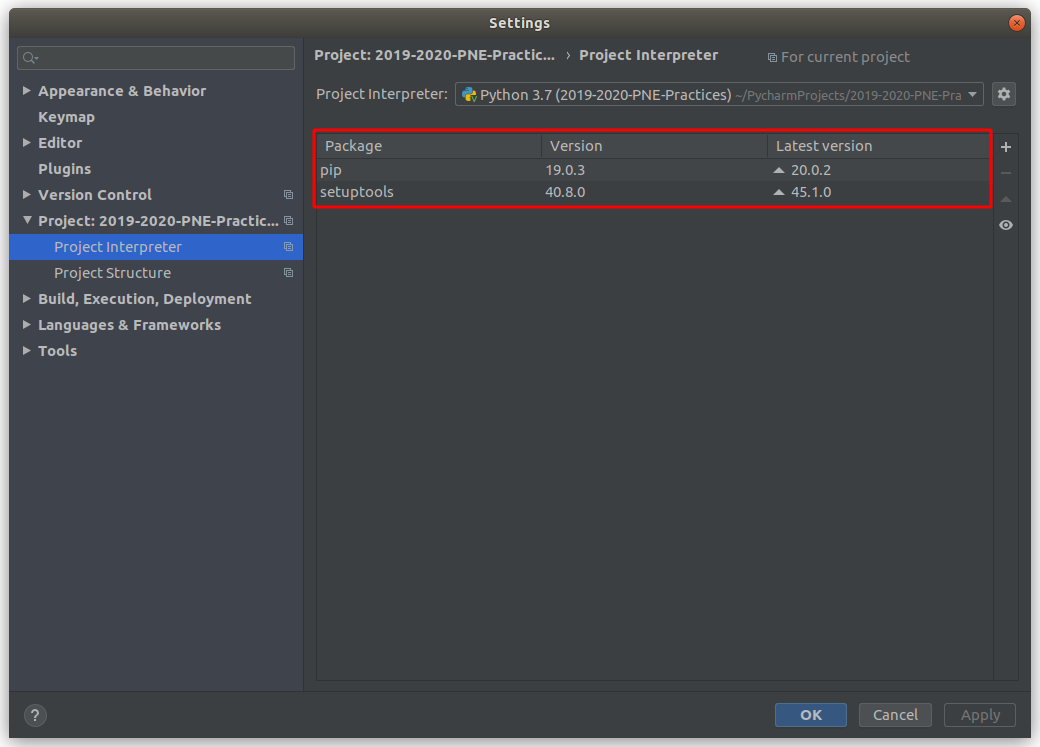 Settings
Project: 2019-2020-PNE-Practic... › Project Interpreter For current project
Appearance & Behavior
Keymap
Editor
Plugins
Version Control
Project: 2019-2020-PNE-Practic...
Project Interpreter
Project Structure
Build, Execution, Deployment
Languages & Frameworks
Tools
Project Interpreter: Python 3.7 (2019-2020-PNE-Practices) ~/PycharmProjects/2019-2020-PNE-Pra
Package Version Latest version
pip 19.0.3 20.0.2
setuptools 40.8.0 45.1.0
? OK Cancel Apply